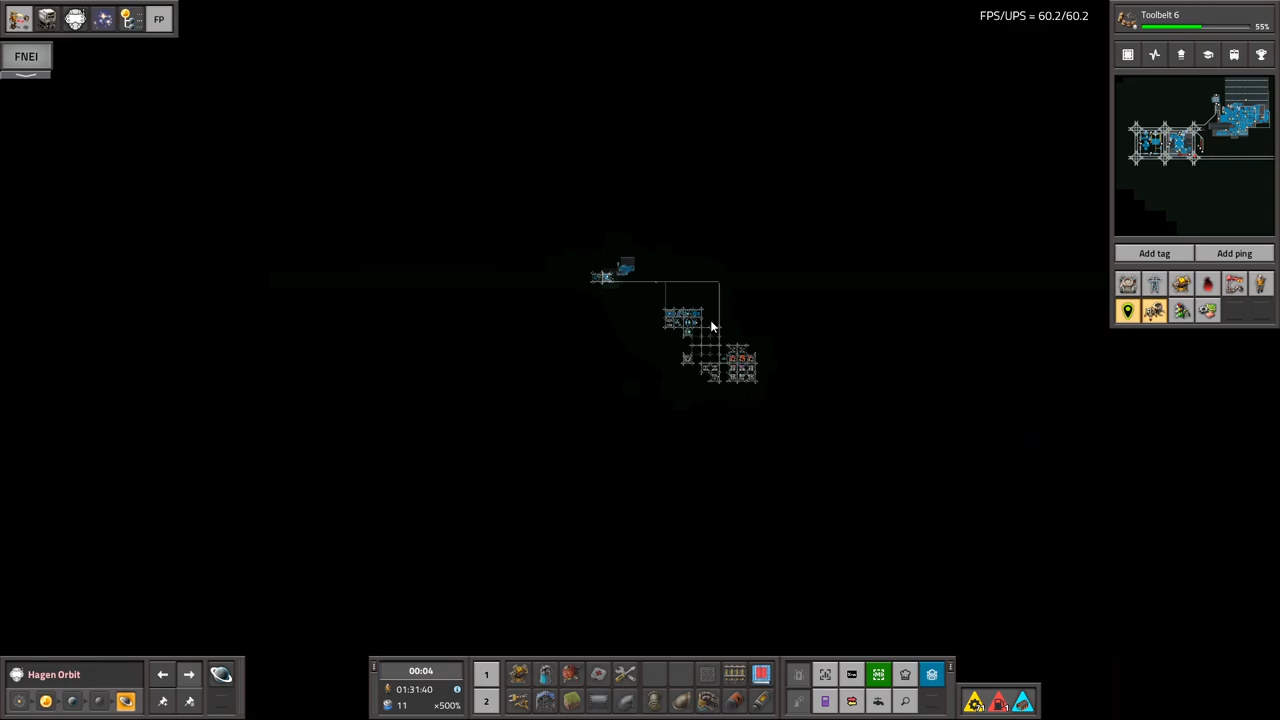 FP
FPS/UPS = 60.2/60.2
Toolbelt 6
55%
FNEI
Add tag
Add ping
Hagen Orbit
00:04
01:31:40
11
×500%
1
2